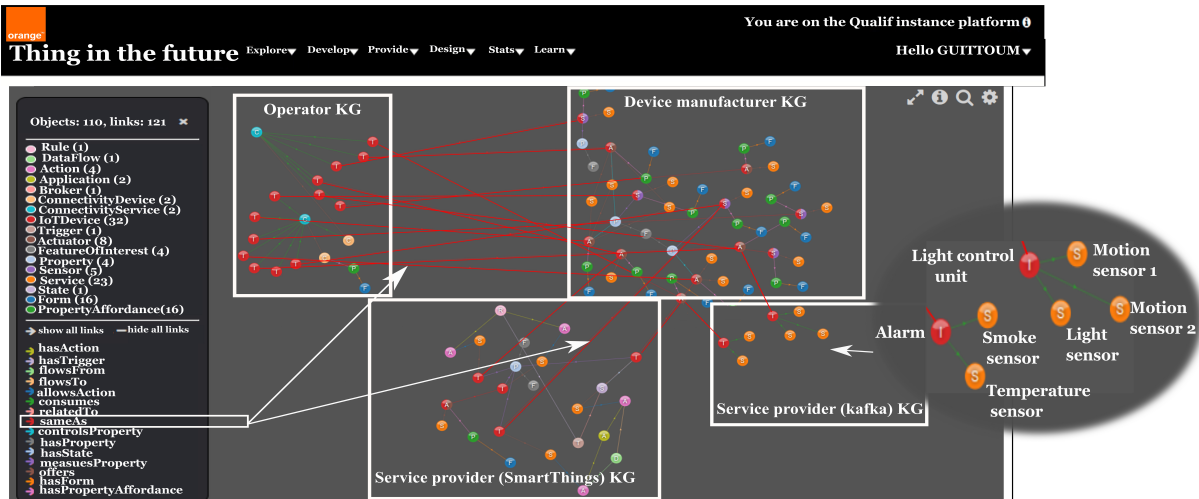 orange™
You are on the Qualif instance platform i
Thing in the future Explore Develop Provide Design Stats Learn
Hello GUITTOUM
Objects: 110, links: 121 ×
Rule (1)
DataFlow (1)
Action (4)
Application (2)
Broker (1)
ConnectivityDevice (2)
ConnectivityService (2)
IoTDevice (32)
Trigger (1)
Actuator (8)
FeatureOfInterest (4)
Property (4)
Sensor (5)
Service (23)
State (1)
Form (16)
PropertyAffordance(16)
show all links hide all links
hasAction
hasTrigger
flowsFrom
flowsTo
allowsAction
consumes
relatedTo
sameAs
controlsProperty
hasProperty
hasState
measuesProperty
offers
hasForm
hasPropertyAffordance
Operator KG
Device manufacturer KG
Service provider (SmartThings) KG
Service provider (kafka) KG
Light control
unit
Motion
sensor 1
Motion
sensor 2
Light
sensor
Alarm
Smoke
sensor
Temperature
sensor